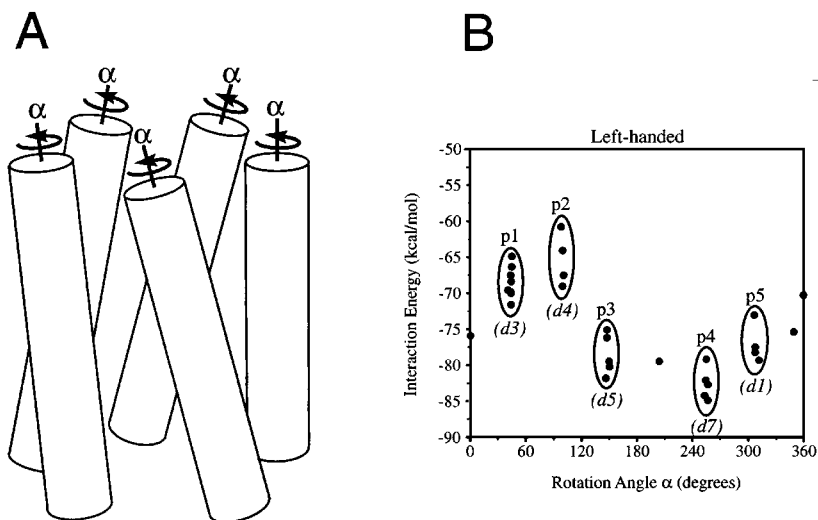 A
B
α
α
α
α
α
Left-handed
Interaction Energy (kcal/mol)
-50
-55
-60
-65
-70
-75
-80
-85
-90
p1
(d3)
p2
(d4)
p3
(d5)
p4
(d7)
p5
(d1)
0
60
120
180
240
300
360
Rotation Angle α (degrees)